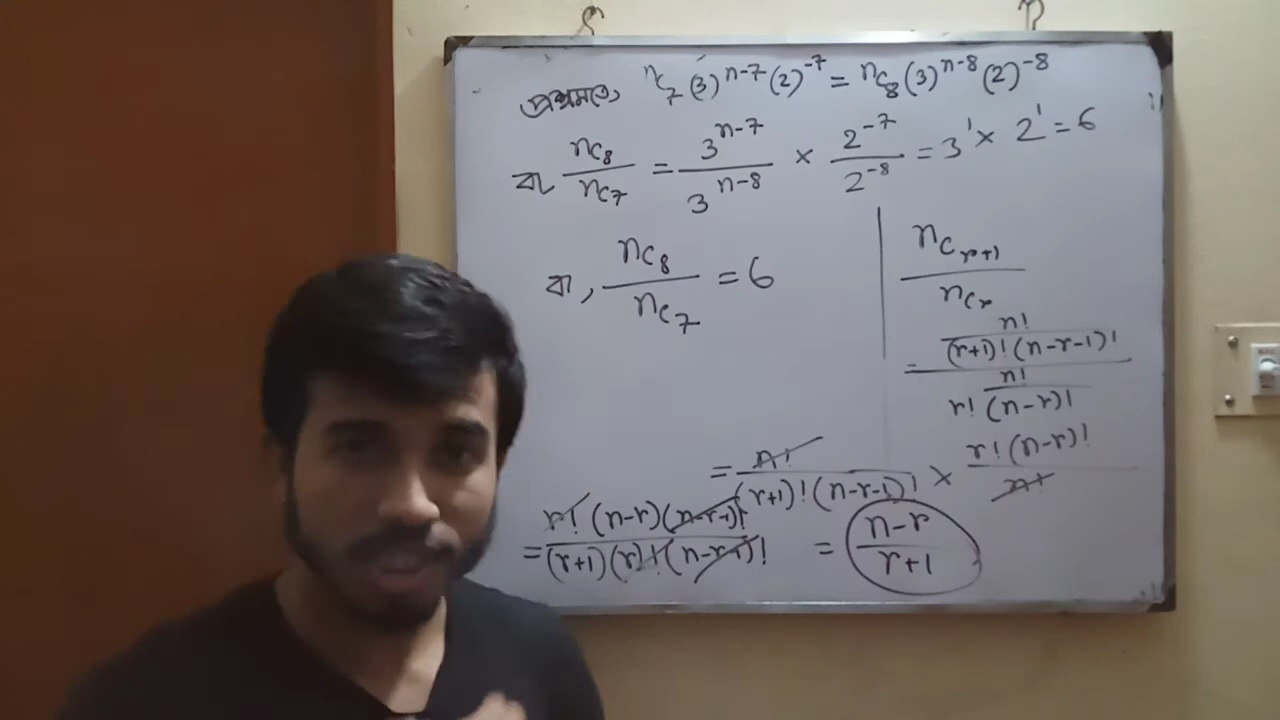 প্রশ্নমতে, ⁿC₇ (3)ⁿ⁻⁷ (2)⁻⁷ = ⁿC₈ (3)ⁿ⁻⁸ (2)⁻⁸
বা, ⁿC₈ / ⁿC₇ = 3ⁿ⁻⁷ / 3ⁿ⁻⁸ × 2⁻⁷ / 2⁻⁸ = 3¹ × 2¹ = 6
বা, ⁿC₈ / ⁿC₇ = 6
ⁿCᵣ₊₁ / ⁿCᵣ
= n! / (r+1)! (n-r-1)! / n! / r! (n-r)!
= n! / (r+1)! (n-r-1)! × r! (n-r)! / n!
= r! (n-r) (n-r-1)! / (r+1) (r)! (n-r-1)! = n-r / r+1